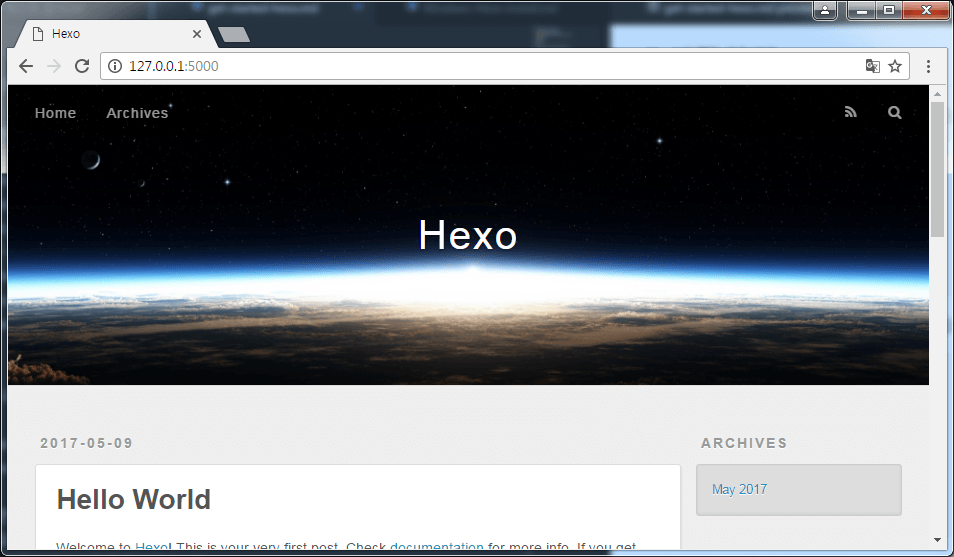 Hexo
127.0.0.1:5000
Home Archives
Hexo
2017-05-09
ARCHIVES
Hello World
May 2017
Welcome to Hexo! This is your very first post. Check documentation for more info. If you get